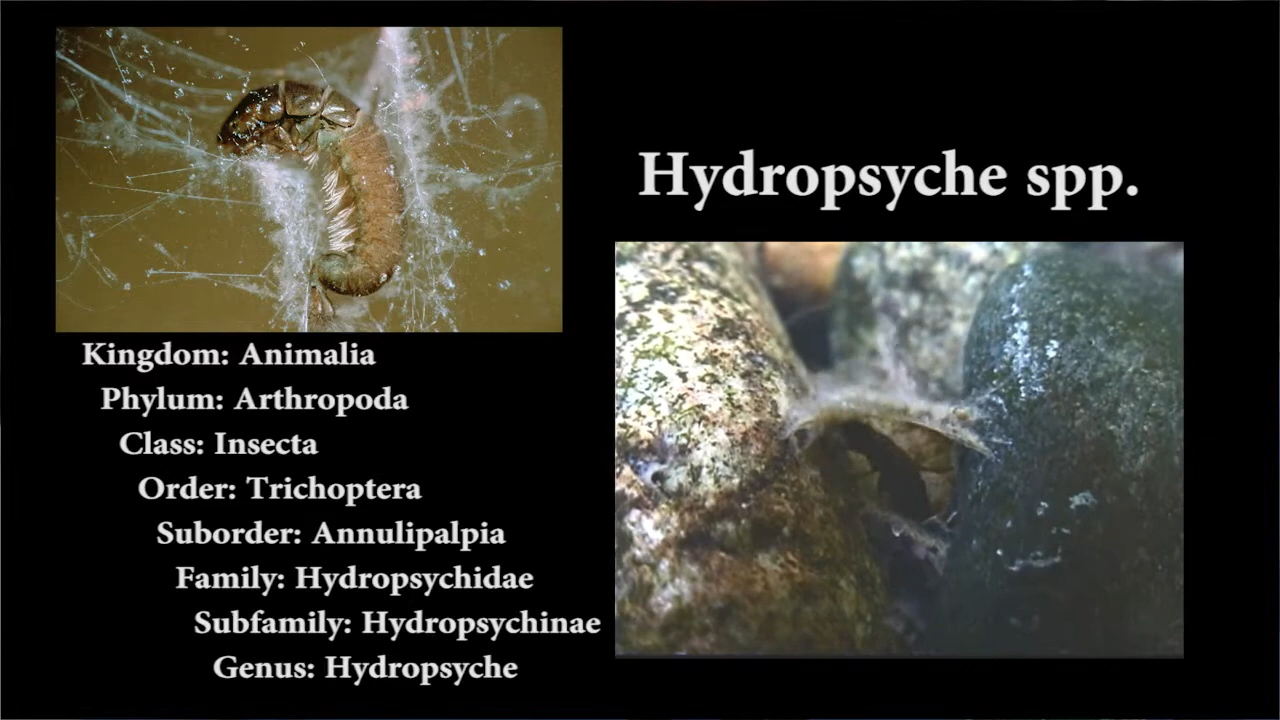 Hydropsyche spp.
Kingdom: Animalia
Phylum: Arthropoda
Class: Insecta
Order: Trichoptera
Suborder: Annulipalpia
Family: Hydropsychidae
Subfamily: Hydropsychinae
Genus: Hydropsyche